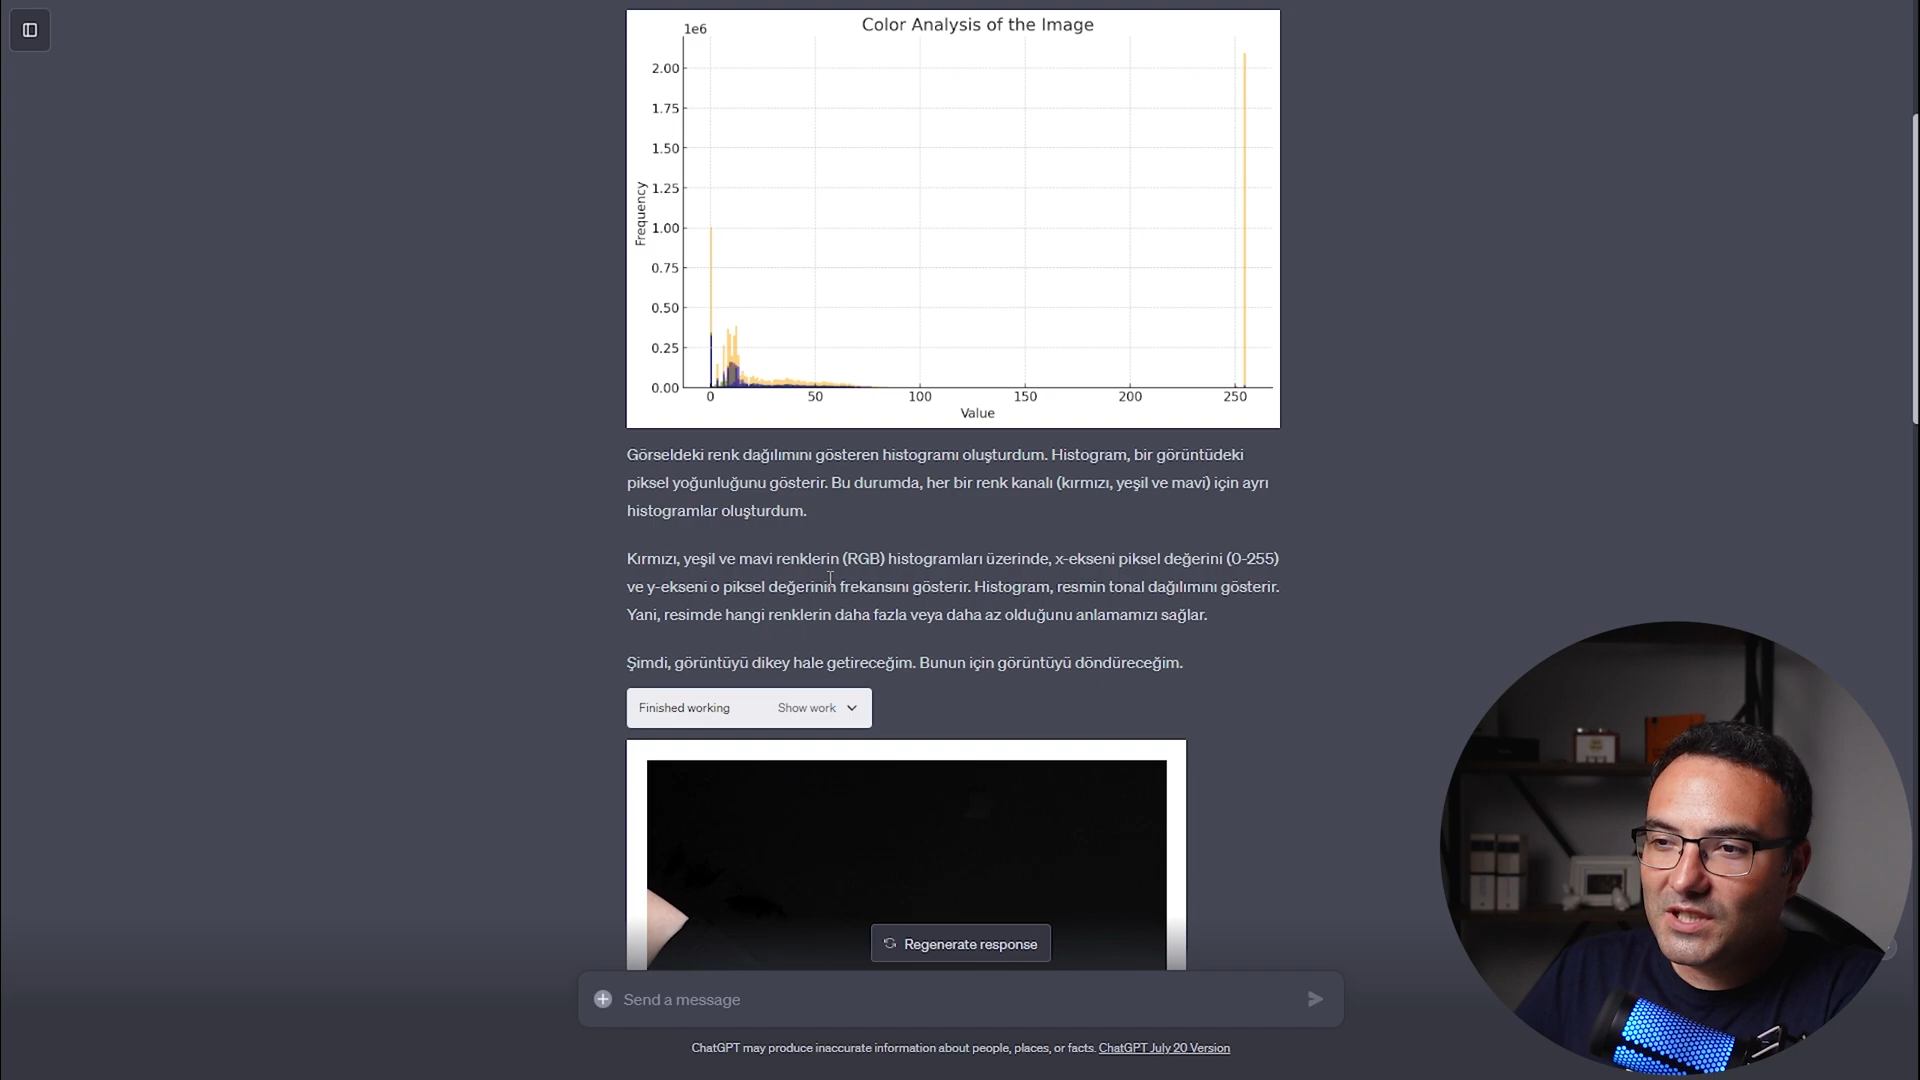 Color Analysis of the Image
1e6
2.00
1.75
1.50
1.25
1.00
0.75
0.50
0.25
0.00
Frequency
0
50
100
150
200
250
Value
Görseldeki renk dağılımını gösteren histogramı oluşturdum. Histogram, bir görüntüdeki
piksel yoğunluğunu gösterir. Bu durumda, her bir renk kanalı (kırmızı, yeşil ve mavi) için ayrı
histogramlar oluşturdum.
Kırmızı, yeşil ve mavi renklerin (RGB) histogramları üzerinde, x-ekseni piksel değerini (0-255)
ve y-ekseni o piksel değerinin frekansını gösterir. Histogram, resmin tonal dağılımını gösterir.
Yani, resimde hangi renklerin daha fazla veya daha az olduğunu anlamamızı sağlar.
Şimdi, görüntüyü dikey hale getireceğim. Bunun için görüntüyü döndüreceğim.
Finished working Show work
Regenerate response
Send a message
ChatGPT may produce inaccurate information about people, places, or facts. ChatGPT July 20 Version